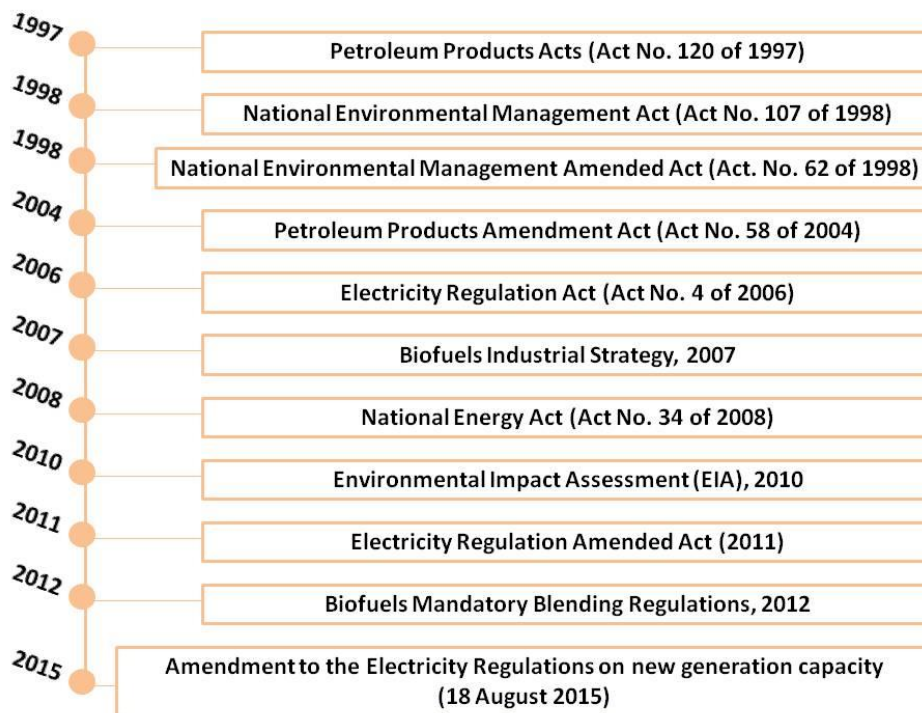 1997
Petroleum Products Acts (Act No. 120 of 1997)
1998
National Environmental Management Act (Act No. 107 of 1998)
1998
National Environmental Management Amended Act (Act. No. 62 of 1998)
2004
Petroleum Products Amendment Act (Act No. 58 of 2004)
2006
Electricity Regulation Act (Act No. 4 of 2006)
2007
Biofuels Industrial Strategy, 2007
2008
National Energy Act (Act No. 34 of 2008)
2010
Environmental Impact Assessment (EIA), 2010
2011
Electricity Regulation Amended Act (2011)
2012
Biofuels Mandatory Blending Regulations, 2012
2015
Amendment to the Electricity Regulations on new generation capacity
(18 August 2015)